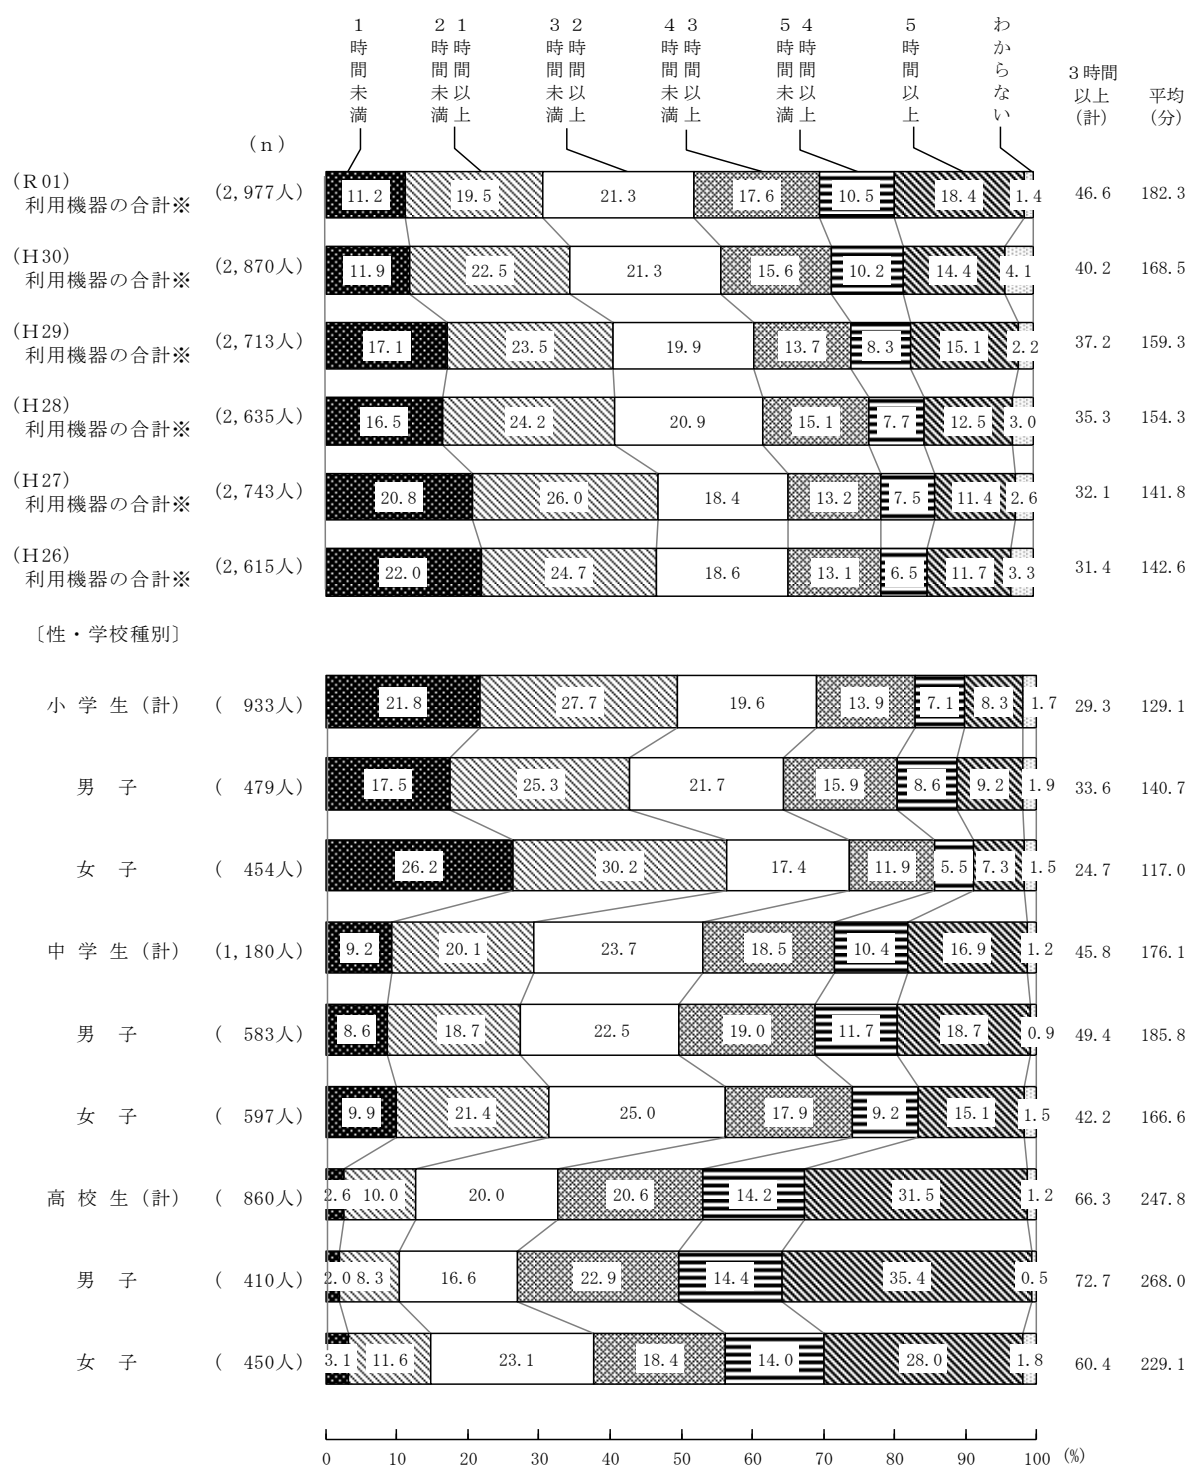 1時間未満
1時間以上
2時間未満
2時間以上
3時間未満
3時間以上
4時間未満
4時間以上
5時間未満
5時間以上
わからない
3時間
以上
(計)
平均
(分)
(n)
(R01)
利用機器の合計※ (2,977人) 11.2 19.5 21.3 17.6 10.5 18.4 1.4 46.6 182.3
(H30)
利用機器の合計※ (2,870人) 11.9 22.5 21.3 15.6 10.2 14.4 4.1 40.2 168.5
(H29)
利用機器の合計※ (2,713人) 17.1 23.5 19.9 13.7 8.3 15.1 2.2 37.2 159.3
(H28)
利用機器の合計※ (2,635人) 16.5 24.2 20.9 15.1 7.7 12.5 3.0 35.3 154.3
(H27)
利用機器の合計※ (2,743人) 20.8 26.0 18.4 13.2 7.5 11.4 2.6 32.1 141.8
(H26)
利用機器の合計※ (2,615人) 22.0 24.7 18.6 13.1 6.5 11.7 3.3 31.4 142.6
〔性・学校種別〕
小学生(計) ( 933人) 21.8 27.7 19.6 13.9 7.1 8.3 1.7 29.3 129.1
男子 ( 479人) 17.5 25.3 21.7 15.9 8.6 9.2 1.9 33.6 140.7
女子 ( 454人) 26.2 30.2 17.4 11.9 5.5 7.3 1.5 24.7 117.0
中学生(計) (1,180人) 9.2 20.1 23.7 18.5 10.4 16.9 1.2 45.8 176.1
男子 ( 583人) 8.6 18.7 22.5 19.0 11.7 18.7 0.9 49.4 185.8
女子 ( 597人) 9.9 21.4 25.0 17.9 9.2 15.1 1.5 42.2 166.6
高校生(計) ( 860人) 2.6 10.0 20.0 20.6 14.2 31.5 1.2 66.3 247.8
男子 ( 410人) 2.0 8.3 16.6 22.9 14.4 35.4 0.5 72.7 268.0
女子 ( 450人) 3.1 11.6 23.1 18.4 14.0 28.0 1.8 60.4 229.1
0 10 20 30 40 50 60 70 80 90 100 (%)